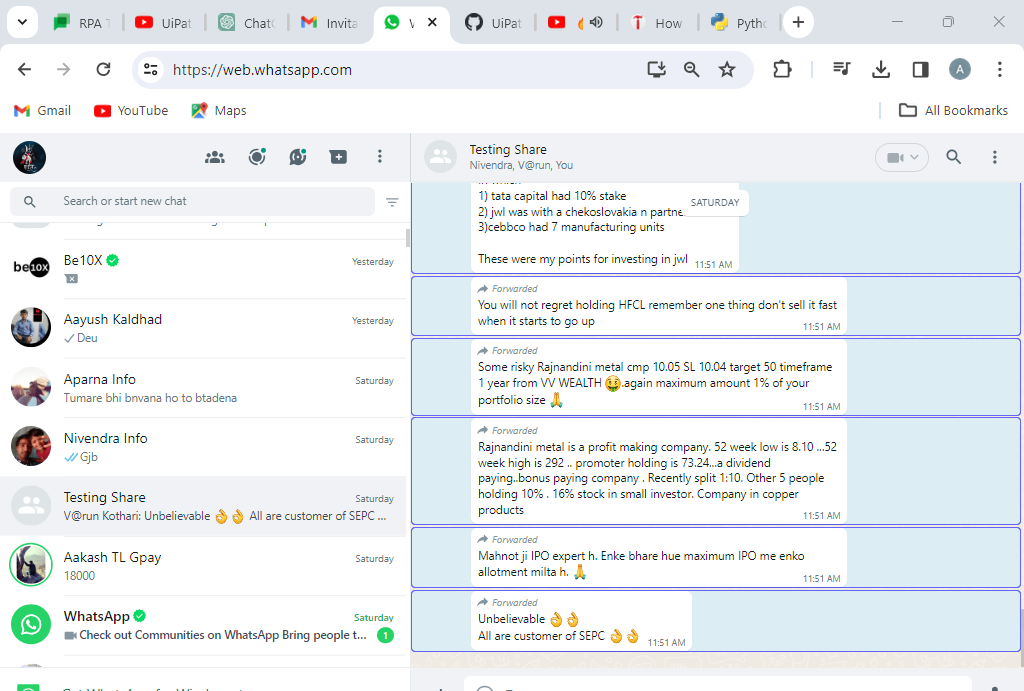 RPA T
UiPat
Chat
Invita
W
UiPat
How
Pytho
https://web.whatsapp.com
A
Gmail
YouTube
Maps
All Bookmarks
Testing Share
Nivendra, V@run, You
Search or start new chat
be10x
Be10X
Yesterday
Aayush Kaldhad
Yesterday
Deu
Aparna Info
Saturday
Tumare bhi bnvana ho to btadena
Nivendra Info
Saturday
Gjb
Testing Share
Saturday
V@run Kothari: Unbelievable 👌👌 All are customer of SEPC ...
Aakash TL Gpay
Saturday
18000
WhatsApp
Saturday
Check out Communities on WhatsApp Bring people t...
1
in which
1) tata capital had 10% stake
SATURDAY
2) jwl was with a chekoslovakia n partne
3)cebbco had 7 manufacturing units
These were my points for investing in jwl
11:51 AM
Forwarded
You will not regret holding HFCL remember one thing don't sell it fast
when it starts to go up
11:51 AM
Forwarded
Some risky Rajnandini metal cmp 10.05 SL 10.04 target 50 timeframe
1 year from VV WEALTH 🤑.again maximum amount 1% of your
portfolio size 🙏
11:51 AM
Forwarded
Rajnandini metal is a profit making company. 52 week low is 8.10 ...52
week high is 292 .. promoter holding is 73.24...a dividend
paying..bonus paying company . Recently split 1:10. Other 5 people
holding 10% . 16% stock in small investor. Company in copper
products
11:51 AM
Forwarded
Mahnot ji IPO expert h. Enke bhare hue maximum IPO me enko
allotment milta h. 🙏
11:51 AM
Forwarded
Unbelievable 👌👌
All are customer of SEPC 👌👌
11:51 AM